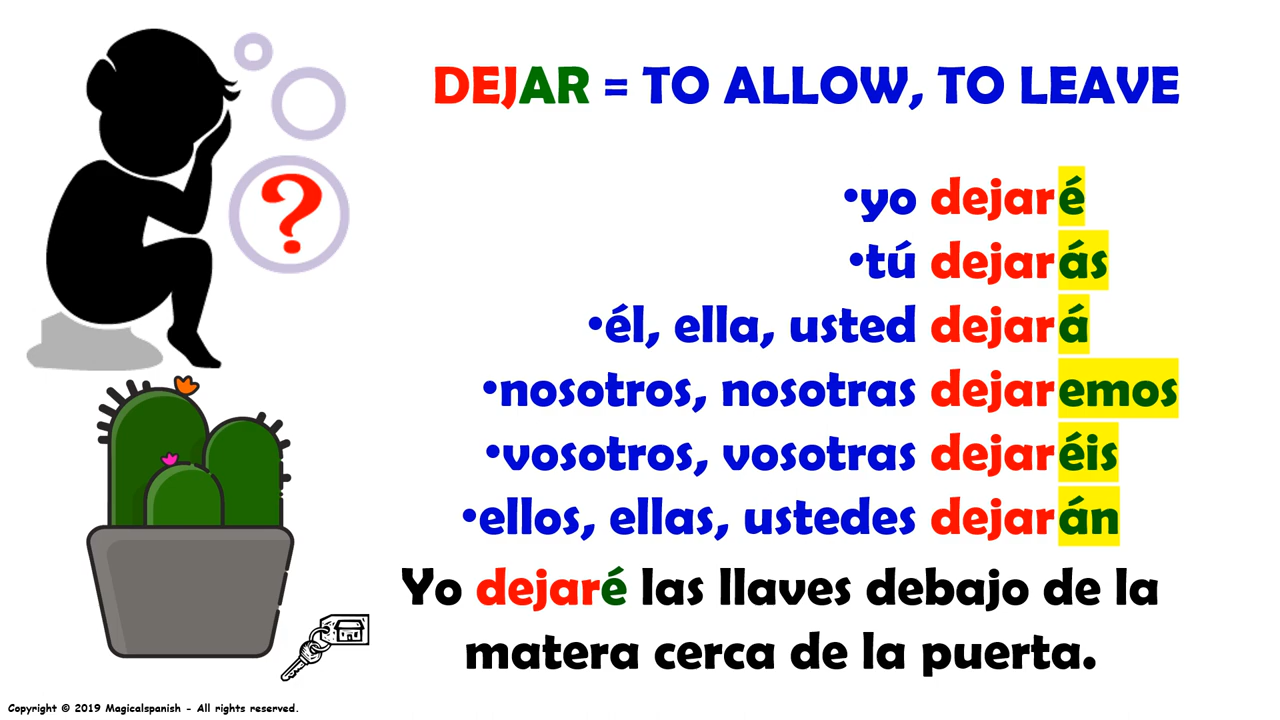 DEJAR = TO ALLOW, TO LEAVE
?
•yo dejaré
•tú dejarás
•él, ella, usted dejará
•nosotros, nosotras dejaremos
•vosotros, vosotras dejaréis
•ellos, ellas, ustedes dejarán
Yo dejaré las llaves debajo de la
matera cerca de la puerta.
Copyright © 2019 Magicalspanish - All rights reserved.